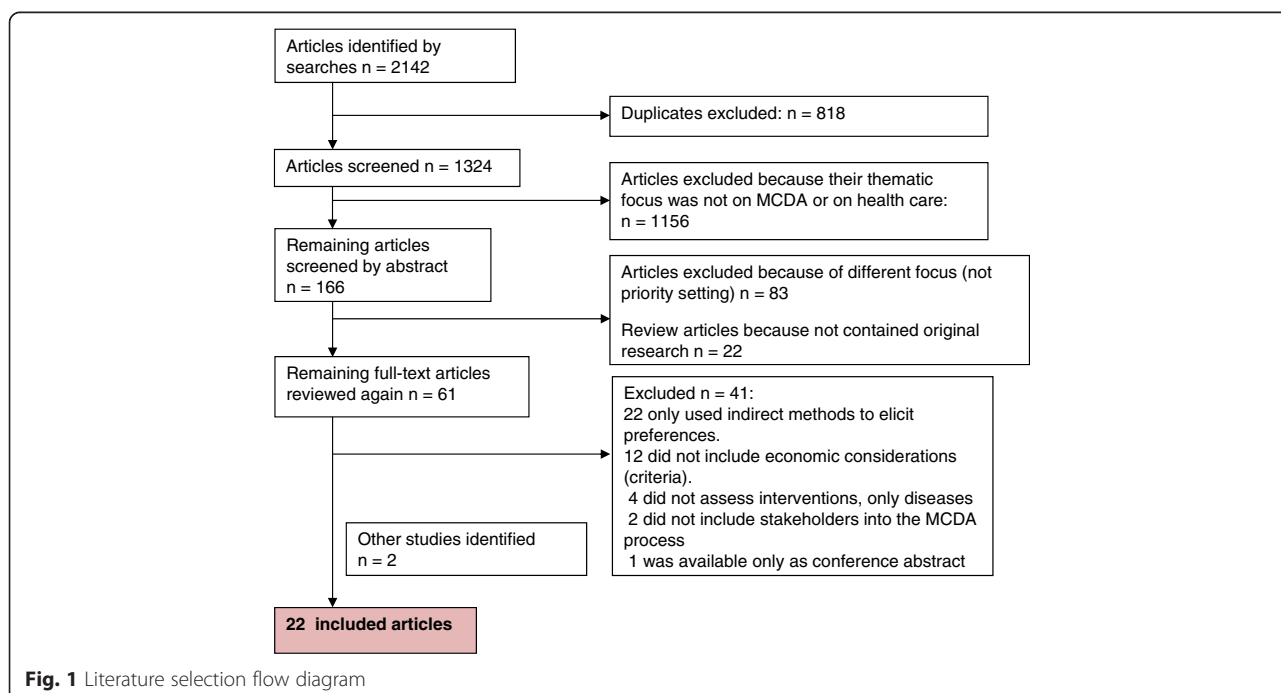 Articles identified by
searches n = 2142
Duplicates excluded: n = 818
Articles screened n = 1324
Articles excluded because their thematic
focus was not on MCDA or on health care:
n = 1156
Remaining articles
screened by abstract
n = 166
Articles excluded because of different focus (not
priority setting) n = 83
Review articles because not contained original
research n = 22
Remaining full-text articles
reviewed again n = 61
Excluded n = 41:
22 only used indirect methods to elicit
preferences.
12 did not include economic considerations
(criteria).
4 did not assess interventions, only diseases
2 did not include stakeholders into the MCDA
process
1 was available only as conference abstract
Other studies identified
n = 2
22 included articles
Fig. 1 Literature selection flow diagram